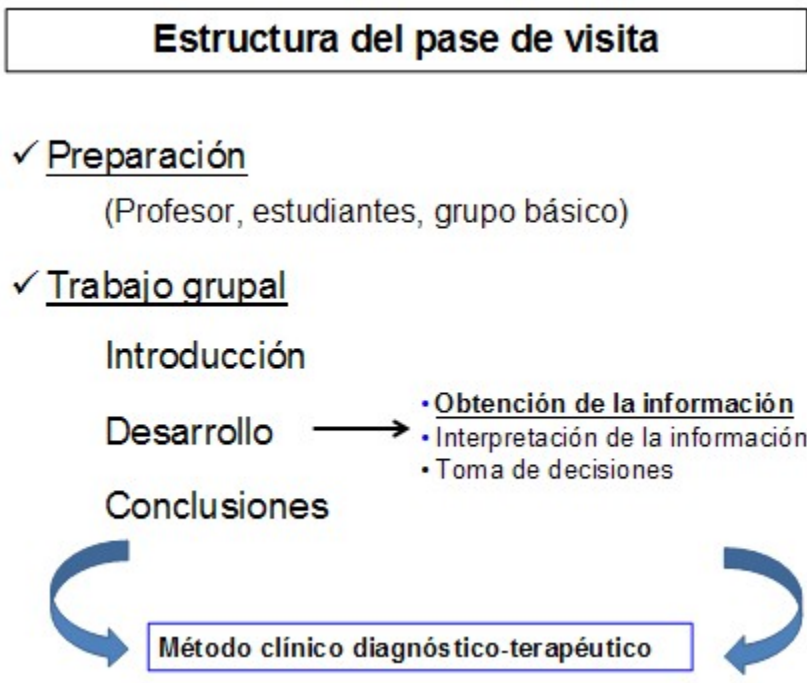 Estructura del pase de visita
✓ Preparación
(Profesor, estudiantes, grupo básico)
✓ Trabajo grupal
Introducción
Desarrollo
• Obtención de la información
• Interpretación de la información
• Toma de decisiones
Conclusiones
Método clínico diagnóstico-terapéutico